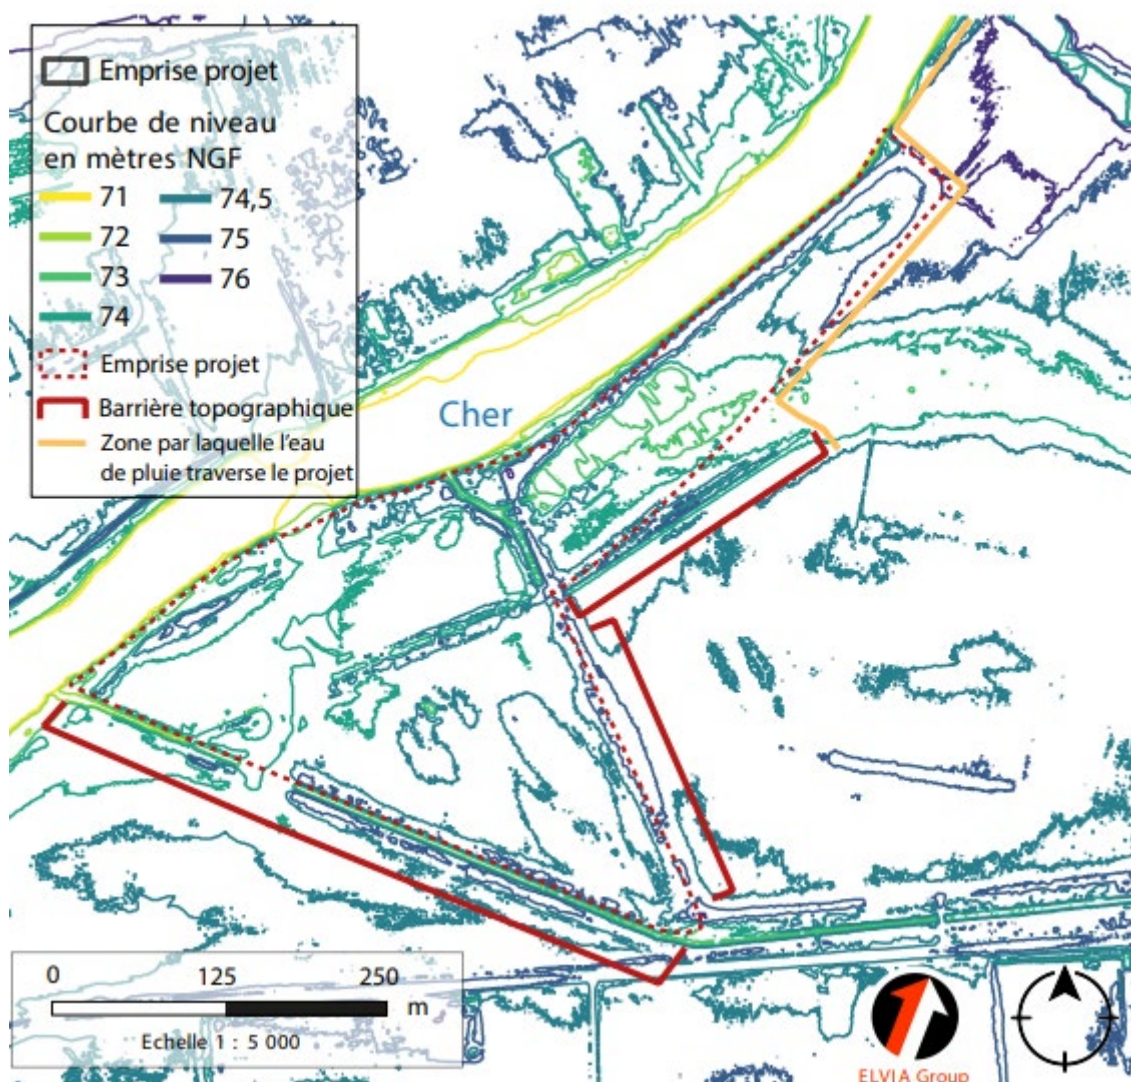 Emprise projet
Courbe de niveau
en mètres NGF
71
74,5
72
75
73
76
74
Emprise projet
Barrière topographique
Zone par laquelle l'eau
de pluie traverse le projet
Cher
0 125 250
m
Echelle 1 : 5 000
ELVIA Group